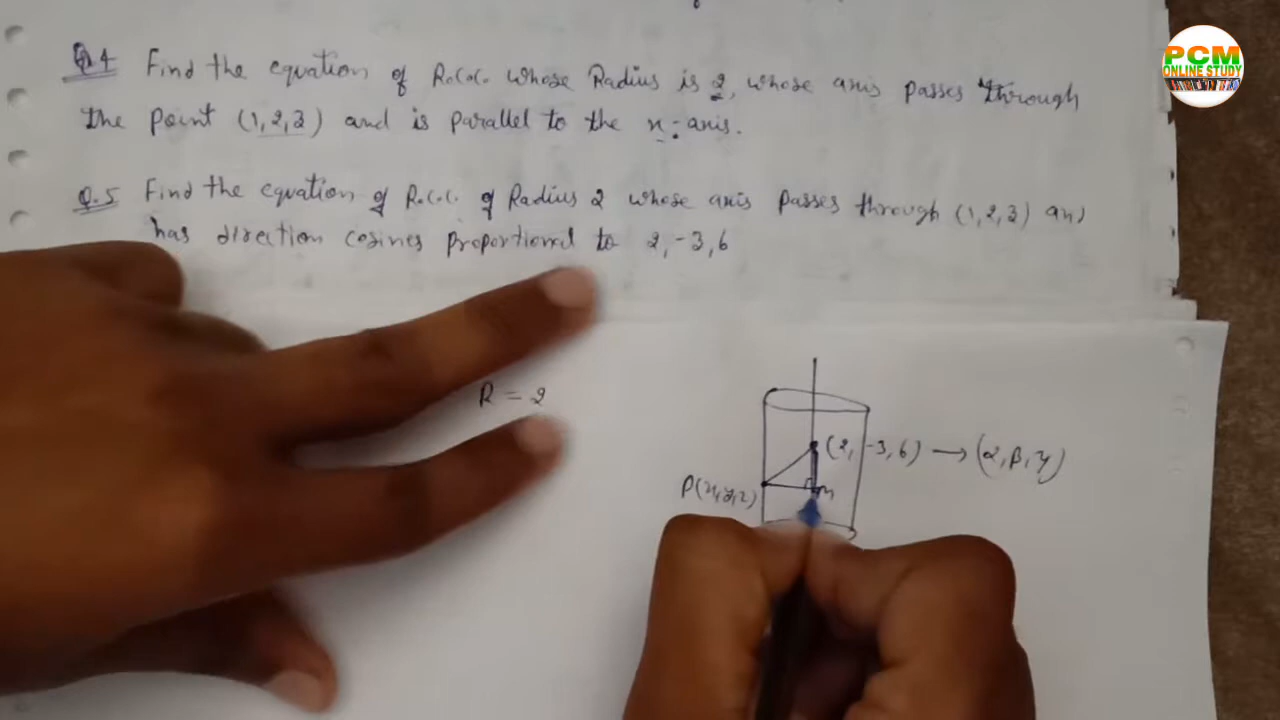 Q.4 Find the equation of R.C.C. whose Radius is 2, whose axis passes through
the point (1,2,3) and is parallel to the x-axis.
Q.5 Find the equation of R.C.C. of Radius 2 whose axis passes through (1,2,3) and
has direction cosines proportional to 2,-3,6
R = 2
(2,-3,6) → (α,β,γ)
P(x,y,z)
M
PCM
ONLINE STUDY